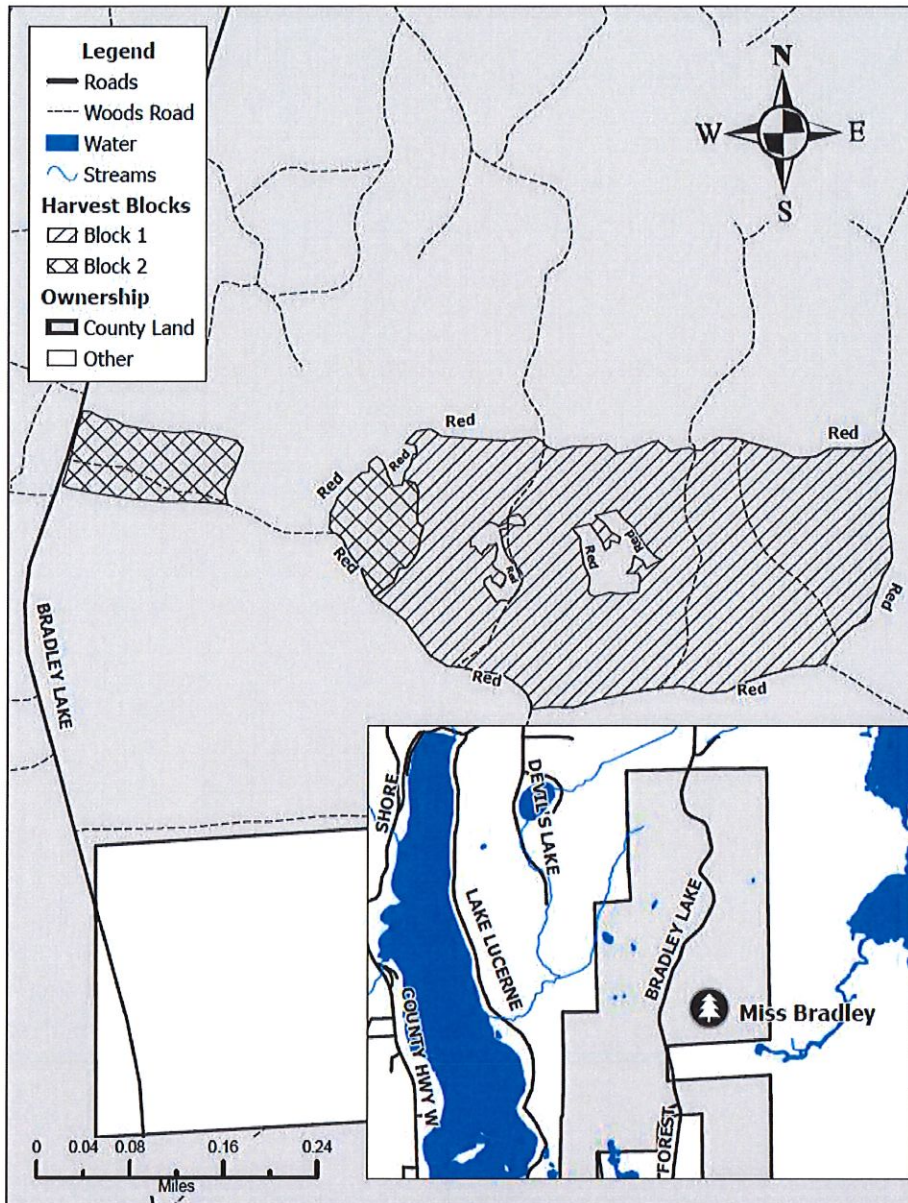 Legend
Roads
Woods Road
Water
Streams
Harvest Blocks
Block 1
Block 2
Ownership
County Land
Other
N
W E
S
Red
Red
Red
Red
Red
Red
Red
Red
Red
Red
Red
Red
BRADLEY LAKE
SHORE
DEVIL'S LAKE
LAKE LUCERNE
BRADLEY LAKE
COUNTY HWY W
Miss Bradley
FOREST
0 0.04 0.08 0.16 0.24
Miles